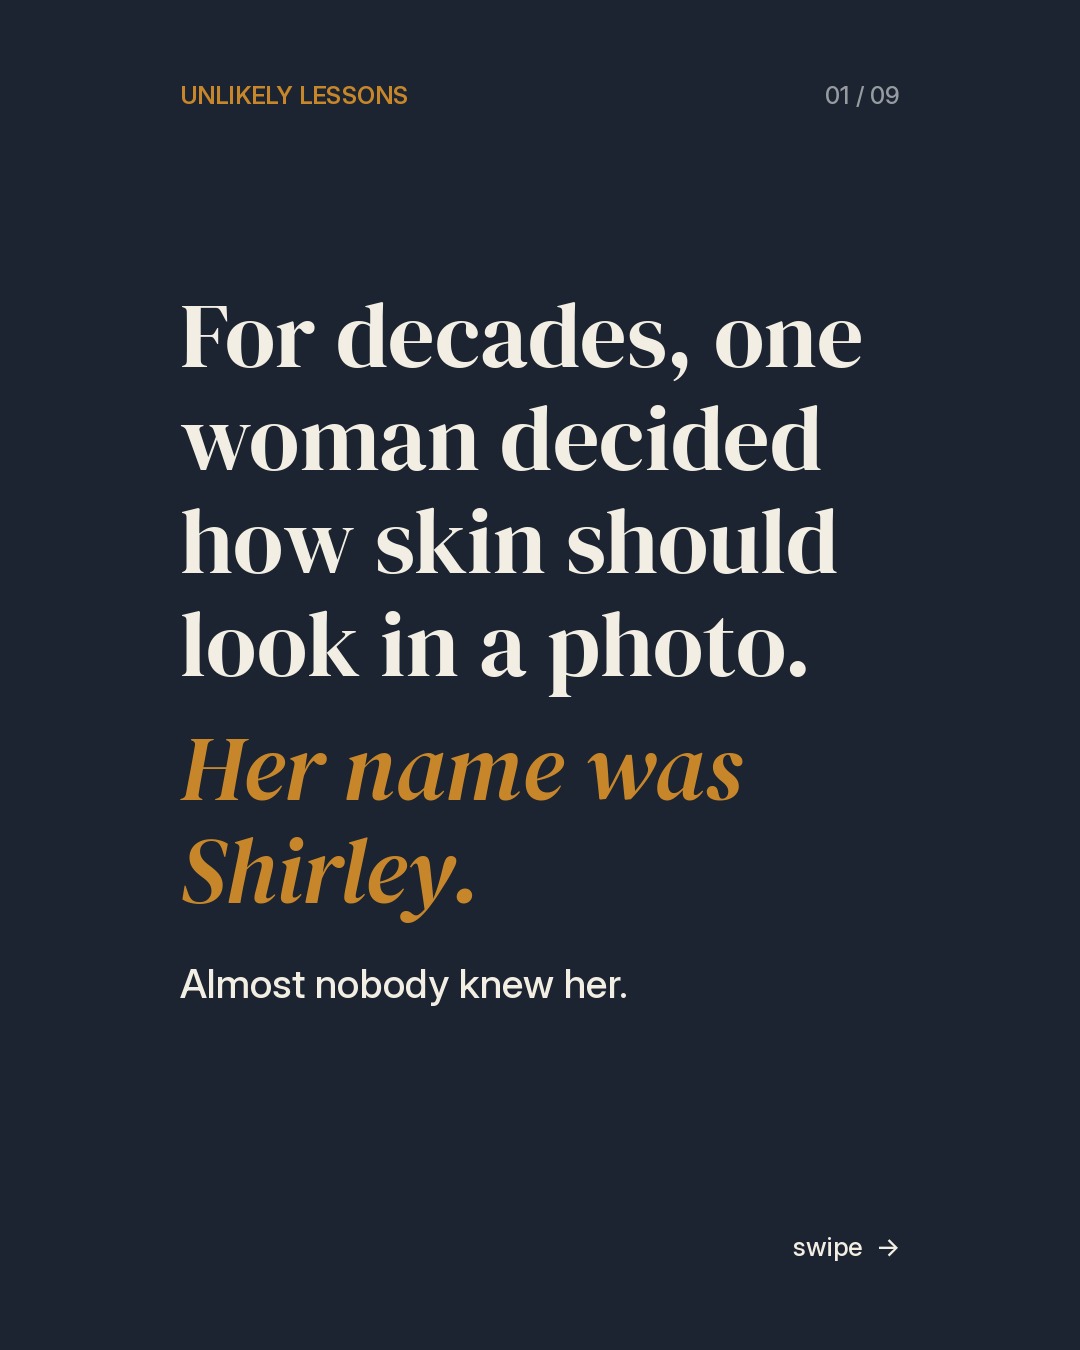 UNLIKELY LESSONS
01 / 09
For decades, one
woman decided
how skin should
look in a photo.
Her name was
Shirley.
Almost nobody knew her.
swipe →